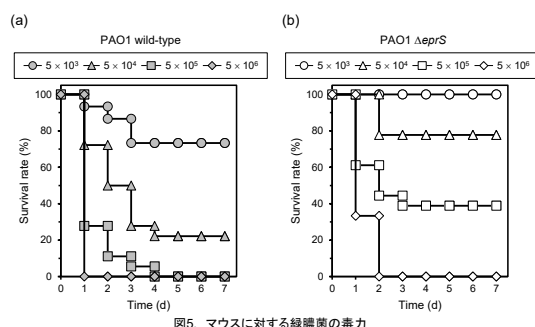 (a) (b)
PAO1 wild-type PAO1 ΔeprS
5 × 10³ 5 × 10⁴ 5 × 10⁵ 5 × 10⁶ 5 × 10³ 5 × 10⁴ 5 × 10⁵ 5 × 10⁶
Survival rate (%) Survival rate (%)
100 100
80 80
60 60
40 40
20 20
0 0
0 1 2 3 4 5 6 7 0 1 2 3 4 5 6 7
Time (d) Time (d)
図5. マウスに対する緑膿菌の毒力